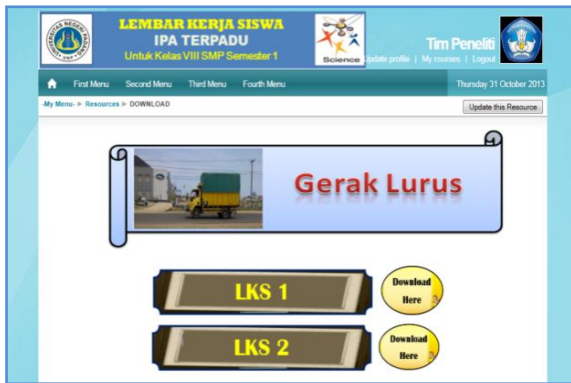 LEMBAR KERJA SISWA
IPA TERPADU
Untuk Kelas VIII SMP Semester 1
Science
Tim Peneliti
Update profile | My courses | Logout
First Menu Second Menu Third Menu Fourth Menu
Thursday 31 October 2013
-My Menu- ► Resources ► DOWNLOAD
Update this Resource
Gerak Lurus
LKS 1
Download
Here
LKS 2
Download
Here